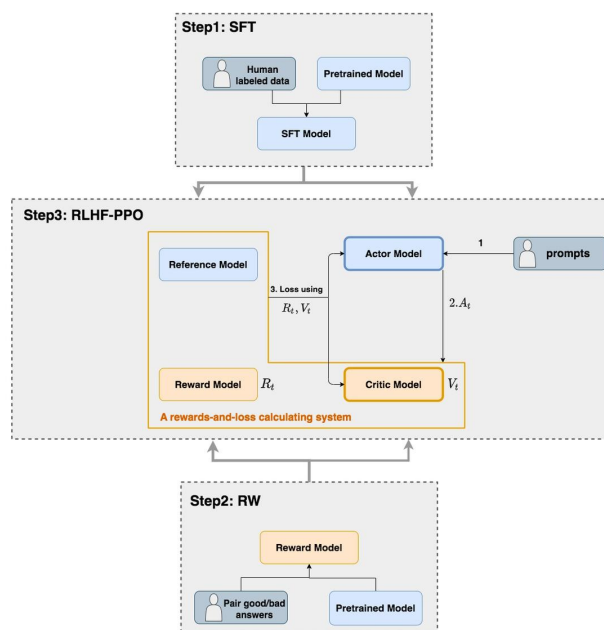 Step1: SFT
Human
labeled data
Pretrained Model
SFT Model
Step3: RLHF-PPO
Reference Model
Actor Model
1
prompts
3. Loss using
R_t, V_t
2. A_t
Reward Model
R_t
Critic Model
V_t
A rewards-and-loss calculating system
Step2: RW
Reward Model
Pair good/bad
answers
Pretrained Model